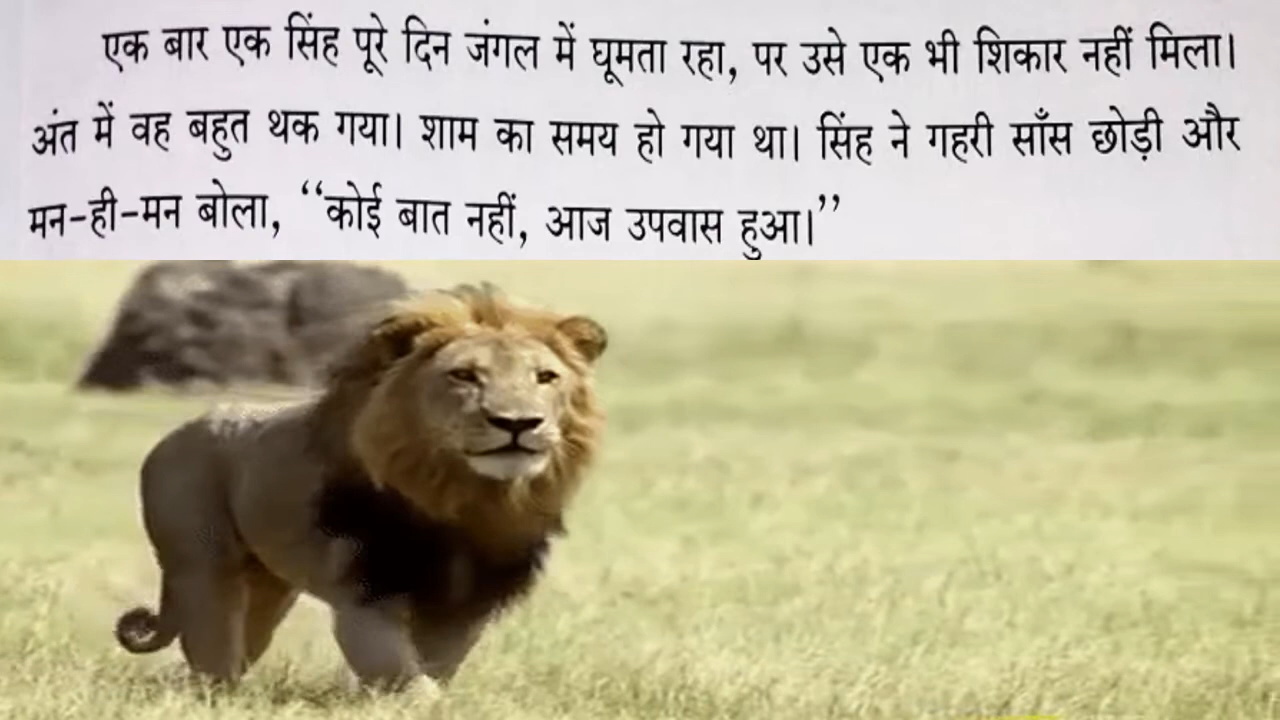 एक बार एक सिंह पूरे दिन जंगल में घूमता रहा, पर उसे एक भी शिकार नहीं मिला।
अंत में वह बहुत थक गया। शाम का समय हो गया था। सिंह ने गहरी साँस छोड़ी और
मन-ही-मन बोला, “कोई बात नहीं, आज उपवास हुआ।”